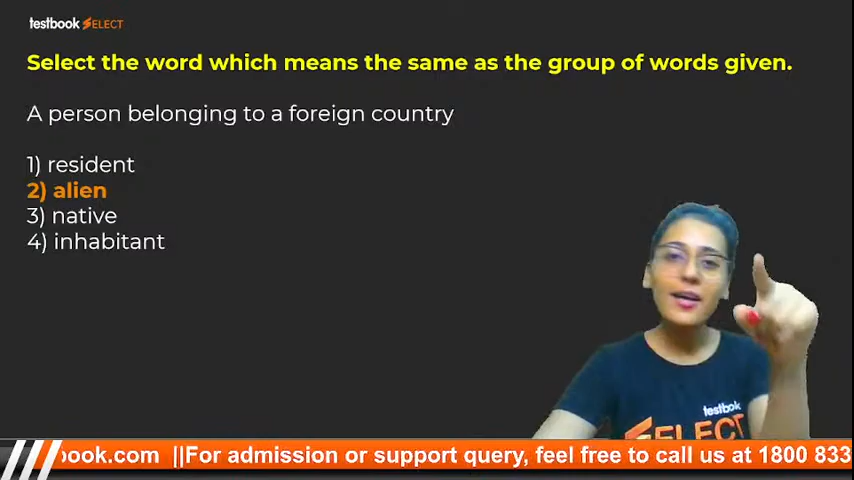 testbook SELECT
Select the word which means the same as the group of words given.
A person belonging to a foreign country
1) resident
2) alien
3) native
4) inhabitant
testbook
SELECT
book.com ||For admission or support query, feel free to call us at 1800 833